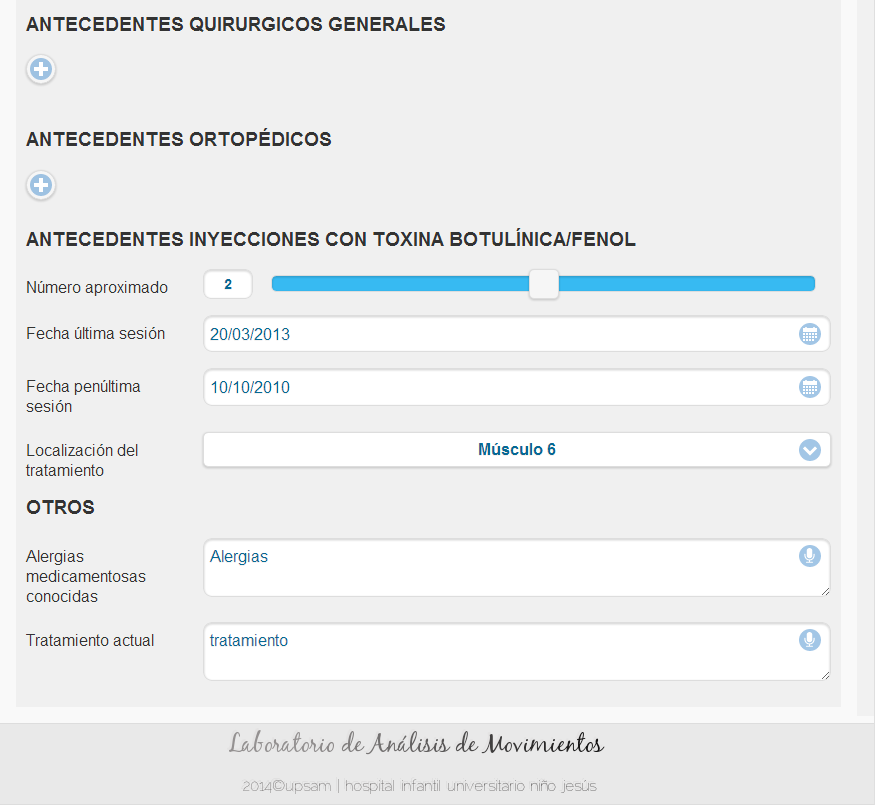 ANTECEDENTES QUIRURGICOS GENERALES
ANTECEDENTES ORTOPÉDICOS
ANTECEDENTES INYECCIONES CON TOXINA BOTULÍNICA/FENOL
Número aproximado 2
Fecha última sesión 20/03/2013
Fecha penúltima
sesión
10/10/2010
Localización del
tratamiento
Músculo 6
OTROS
Alergias
medicamentosas
conocidas
Alergias
Tratamiento actual tratamiento
Laboratorio de Análisis de Movimientos
2014©upsam | hospital infantil universitario niño jesús